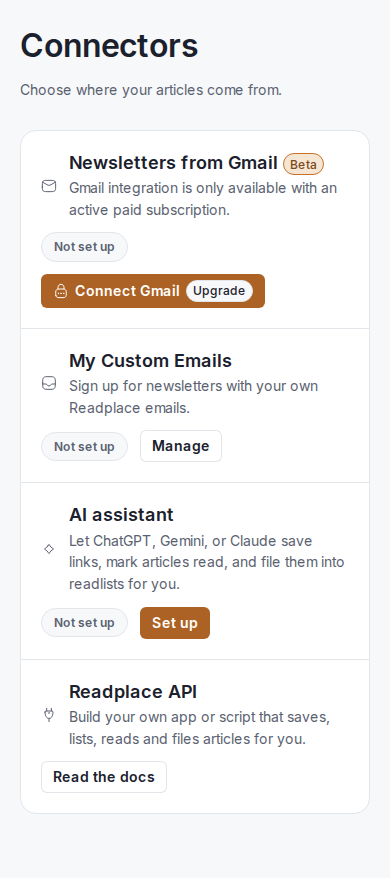 Connectors
Choose where your articles come from.
Newsletters from Gmail Beta
Gmail integration is only available with an
active paid subscription.
Not set up
Connect Gmail Upgrade
My Custom Emails
Sign up for newsletters with your own
Readplace emails.
Not set up Manage
AI assistant
Let ChatGPT, Gemini, or Claude save
links, mark articles read, and file them into
readlists for you.
Not set up Set up
Readplace API
Build your own app or script that saves,
lists, reads and files articles for you.
Read the docs